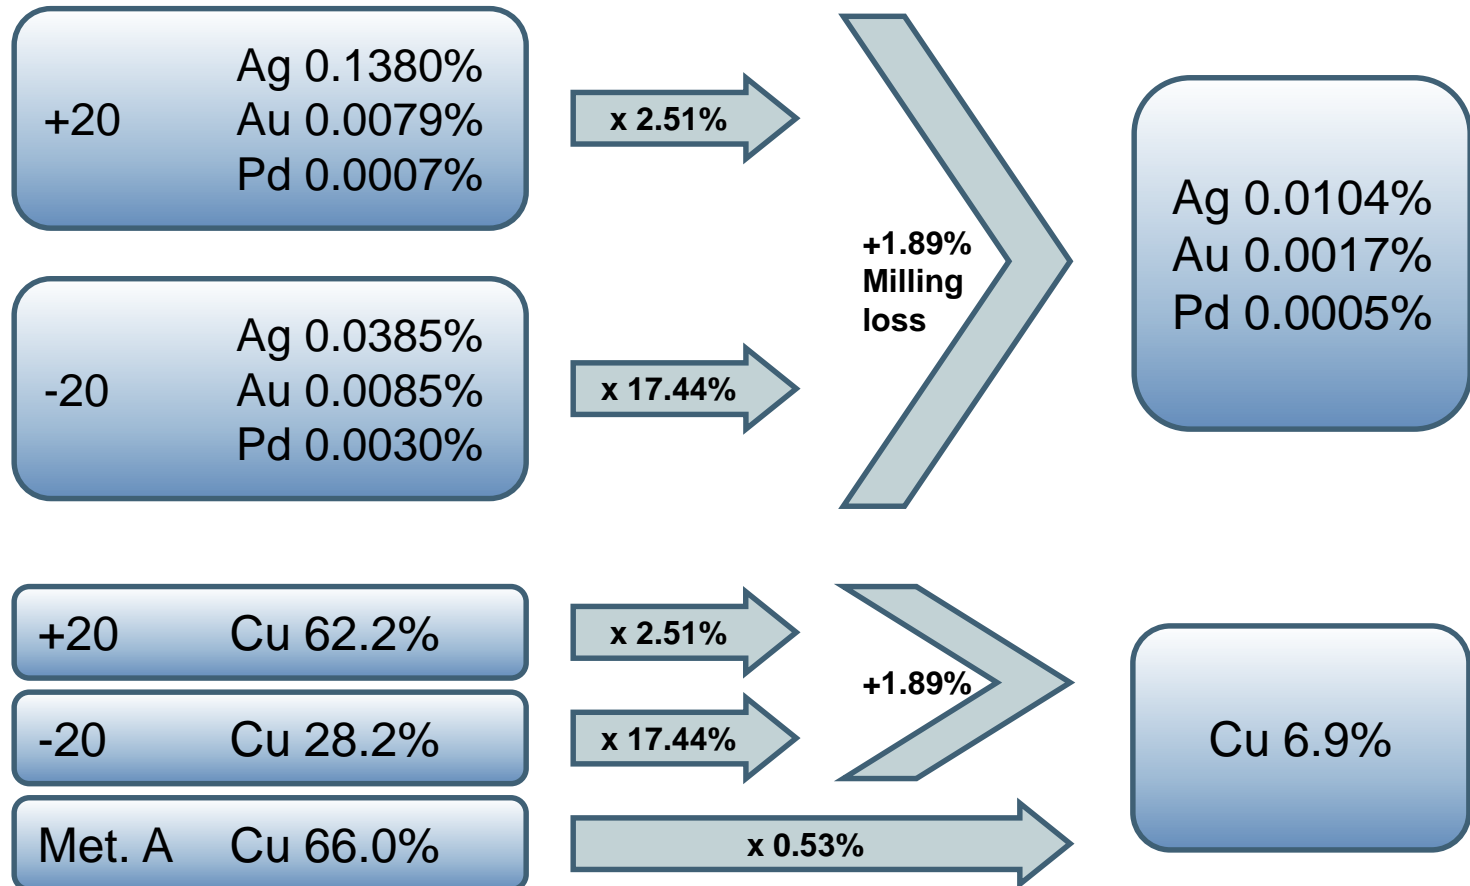 +20
Ag 0.1380%
Au 0.0079%
Pd 0.0007%
x 2.51%
-20
Ag 0.0385%
Au 0.0085%
Pd 0.0030%
x 17.44%
+1.89%
Milling
loss
Ag 0.0104%
Au 0.0017%
Pd 0.0005%
+20 Cu 62.2%
x 2.51%
-20 Cu 28.2%
x 17.44%
+1.89%
Met. A Cu 66.0%
x 0.53%
Cu 6.9%